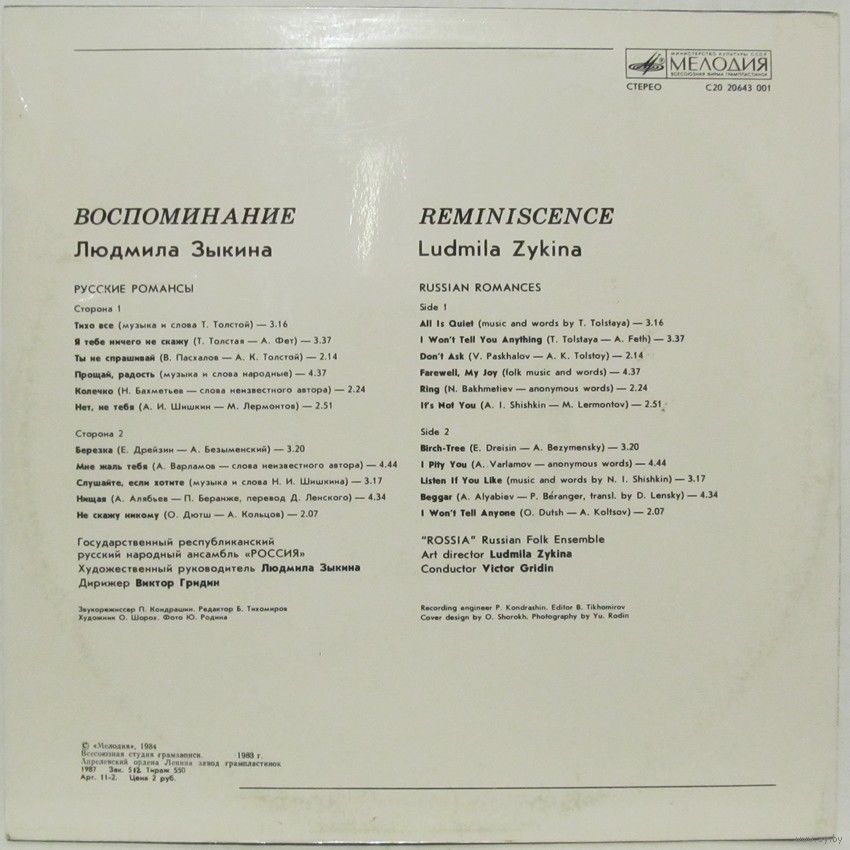 МИНИСТЕРСТВО КУЛЬТУРЫ СССР
МЕЛОДИЯ
ВСЕСОЮЗНАЯ ФИРМА ГРАМПЛАСТИНОК
СТЕРЕО С20 20643 001
ВОСПОМИНАНИЕ
Людмила Зыкина
РУССКИЕ РОМАНСЫ
Сторона 1
Тихо все (музыка и слова Т. Толстой) — 3.16
Я тебе ничего не скажу (Т. Толстая — А. Фет) — 3.37
Ты не спрашивай (В. Пасхалов — А. К. Толстой) — 2.14
Прощай, радость (музыка и слова народные) — 4.37
Колечко (Н. Бахметьев — слова неизвестного автора) — 2.24
Нет, не тебя (А. И. Шишкин — М. Лермонтов) — 2.51
Сторона 2
Березка (Е. Дрейзин — А. Безыменский) — 3.20
Мне жаль тебя (А. Варламов — слова неизвестного автора) — 4.44
Слушайте, если хотите (музыка и слова Н. И. Шишкина) — 3.17
Нищая (А. Алябьев — П. Беранже, перевод Д. Ленского) — 4.34
Не скажу никому (О. Дютш — А. Кольцов) — 2.07
Государственный республиканский
русский народный ансамбль «РОССИЯ»
Художественный руководитель Людмила Зыкина
Дирижер Виктор Гридин
Звукорежиссер П. Кондрашин. Редактор Б. Тихомиров
Художник О. Шорох. Фото Ю. Родина
REMINISCENCE
Ludmila Zykina
RUSSIAN ROMANCES
Side 1
All Is Quiet (music and words by T. Tolstaya) — 3.16
I Won't Tell You Anything (T. Tolstaya — A. Feth) — 3.37
Don't Ask (V. Paskhalov — A. K. Tolstoy) — 2.14
Farewell, My Joy (folk music and words) — 4.37
Ring (N. Bakhmetiev — anonymous words) — 2.24
It's Not You (A. I. Shishkin — M. Lermontov) — 2.51
Side 2
Birch-Tree (E. Dreisin — A. Bezymensky) — 3.20
I Pity You (A. Varlamov — anonymous words) — 4.44
Listen If You Like (music and words by N. I. Shishkin) — 3.17
Beggar (A. Alyabiev — P. Béranger, transl. by D. Lensky) — 4.34
I Won't Tell Anyone (O. Dutsh — A. Koltsov) — 2.07
"ROSSIA" Russian Folk Ensemble
Art director Ludmila Zykina
Conductor Victor Gridin
Recording engineer P. Kondrashin. Editor B. Tikhomirov
Cover design by O. Shorokh. Photography by Yu. Rodin
© «Мелодия», 1984
Всесоюзная студия грамзаписи. 1983 г.
Апрелевский ордена Ленина завод грампластинок
1987 Зак. 512 Тираж 550
Арт. 11-2. Цена 2 руб.